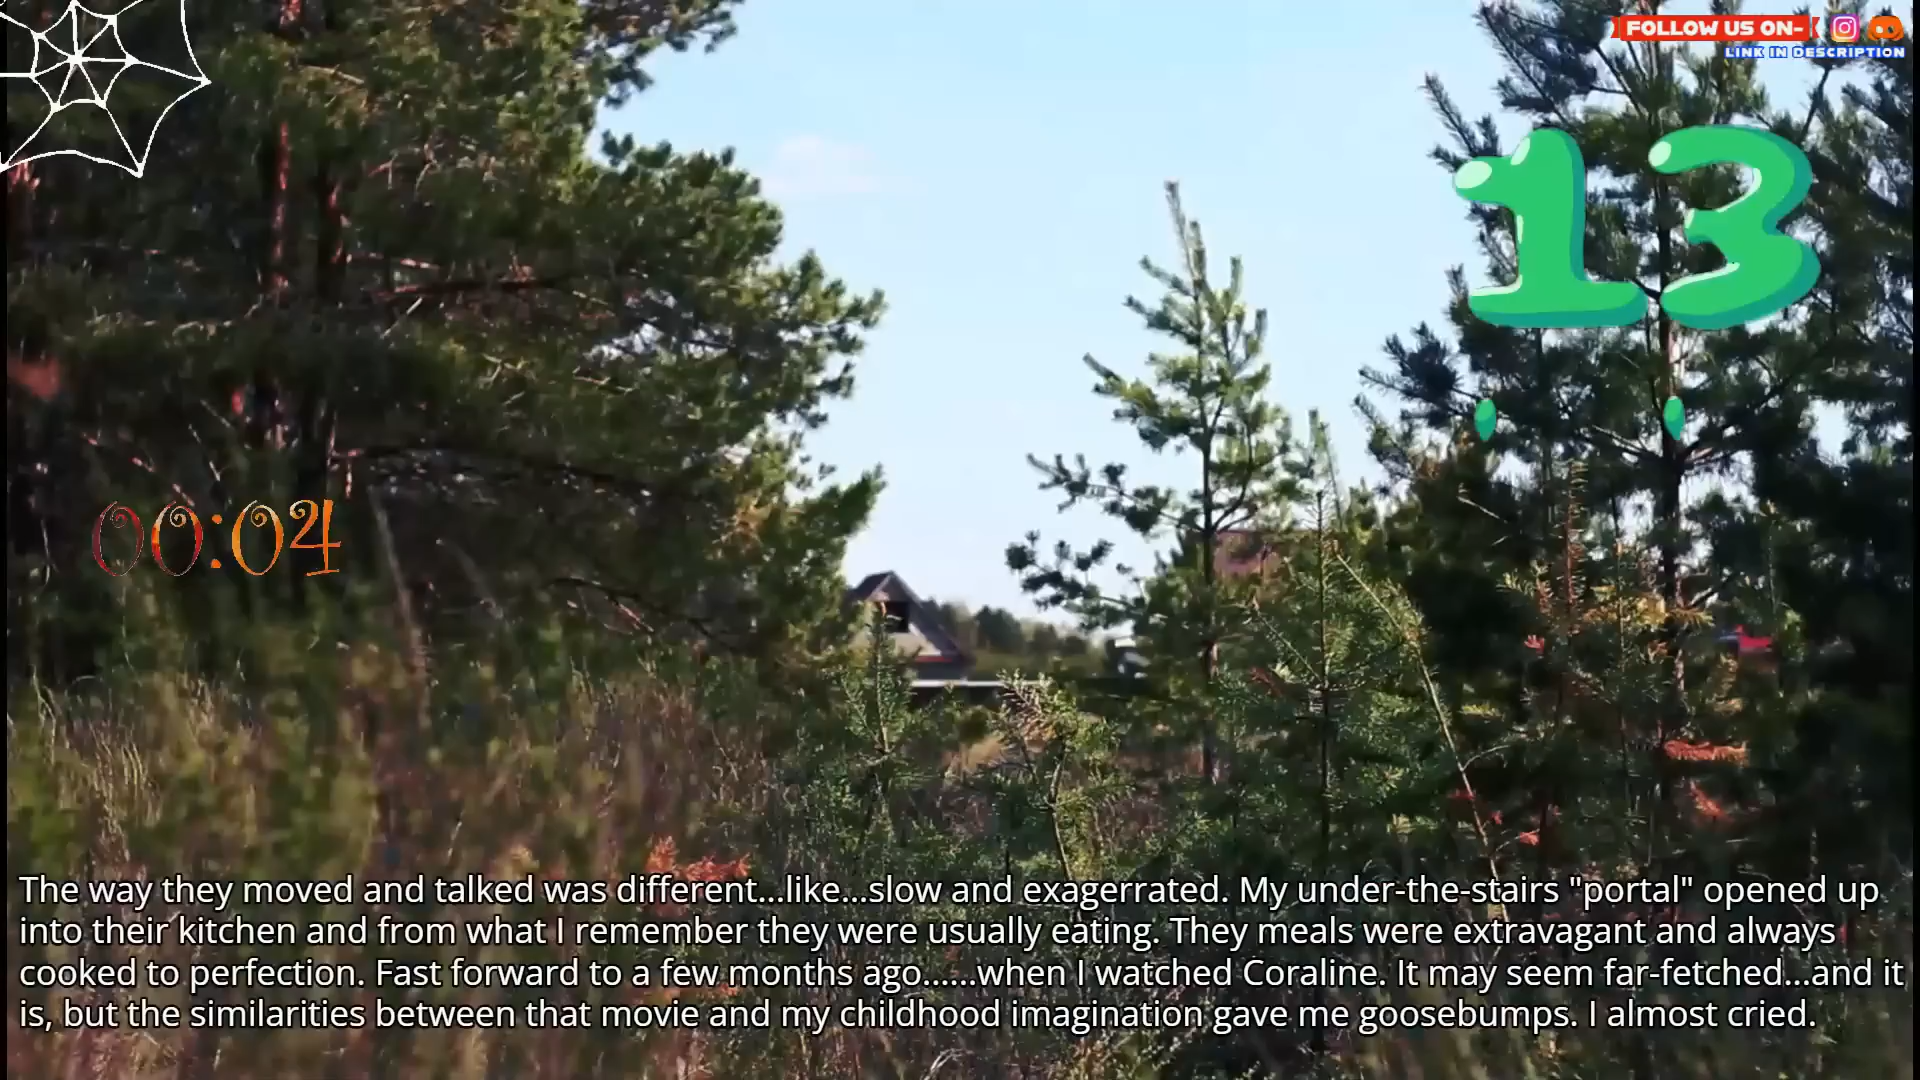 FOLLOW US ON-
LINK IN DESCRIPTION
13
00:04
The way they moved and talked was different...like...slow and exagerrated. My under-the-stairs "portal" opened up
into their kitchen and from what I remember they were usually eating. They meals were extravagant and always
cooked to perfection. Fast forward to a few months ago......when I watched Coraline. It may seem far-fetched...and it
is, but the similarities between that movie and my childhood imagination gave me goosebumps. I almost cried.